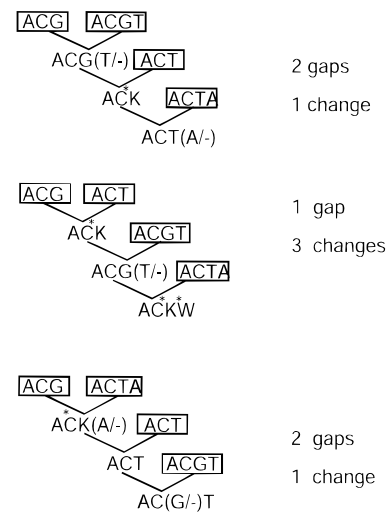 ACG ACGT
ACG(T/-) ACT
2 gaps
*
ACK ACTA
1 change
ACT(A/-)
ACG ACT
1 gap
*
ACK ACGT
3 changes
ACG(T/-) ACTA
* *
ACKW
ACG ACTA
*
ACK(A/-) ACT
2 gaps
ACT ACGT
1 change
AC(G/-)T